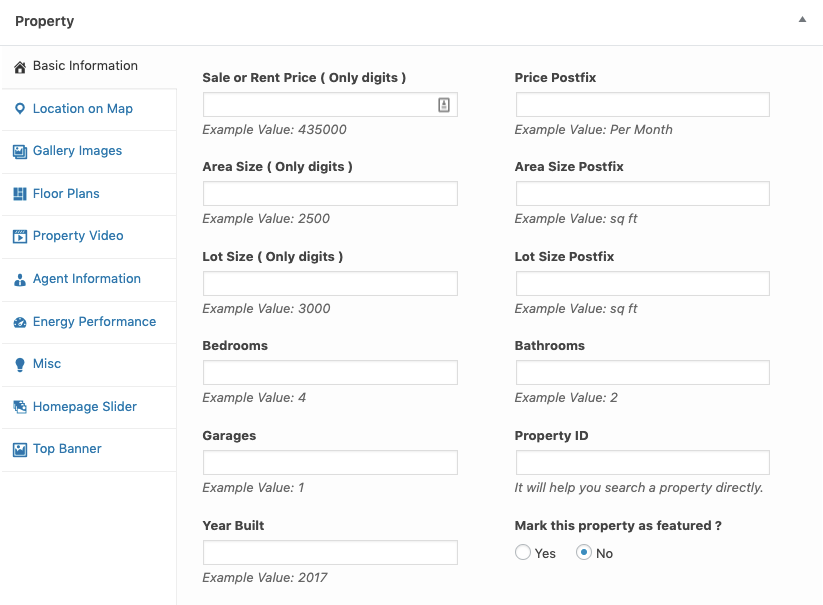 Property
Basic Information
Location on Map
Gallery Images
Floor Plans
Property Video
Agent Information
Energy Performance
Misc
Homepage Slider
Top Banner
Sale or Rent Price ( Only digits )
Example Value: 435000
Price Postfix
Example Value: Per Month
Area Size ( Only digits )
Example Value: 2500
Area Size Postfix
Example Value: sq ft
Lot Size ( Only digits )
Example Value: 3000
Lot Size Postfix
Example Value: sq ft
Bedrooms
Example Value: 4
Bathrooms
Example Value: 2
Garages
Example Value: 1
Property ID
It will help you search a property directly.
Year Built
Example Value: 2017
Mark this property as featured ?
Yes No